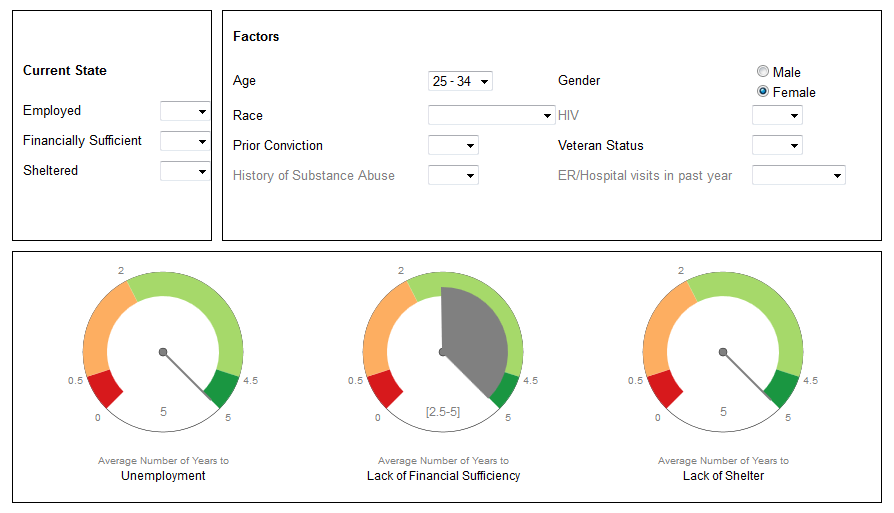 Current State
Employed
Financially Sufficient
Sheltered
Factors
Age 25 - 34 Gender Male
Female
Race HIV
Prior Conviction Veteran Status
History of Substance Abuse ER/Hospital visits in past year
2 2 2
0.5 4.5 0.5 4.5 0.5 4.5
0 5 5 0 [2.5-5] 5 0 5 5
Average Number of Years to Average Number of Years to Average Number of Years to
Unemployment Lack of Financial Sufficiency Lack of Shelter